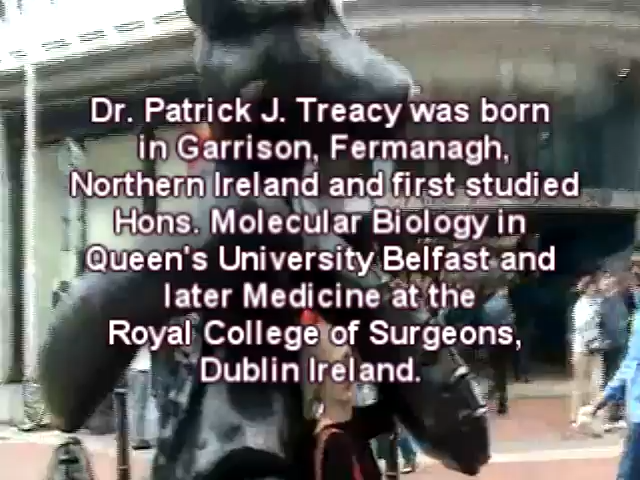 Dr. Patrick J. Treacy was born
in Garrison, Fermanagh,
Northern Ireland and first studied
Hons. Molecular Biology in
Queen's University Belfast and
later Medicine at the
Royal College of Surgeons,
Dublin Ireland.